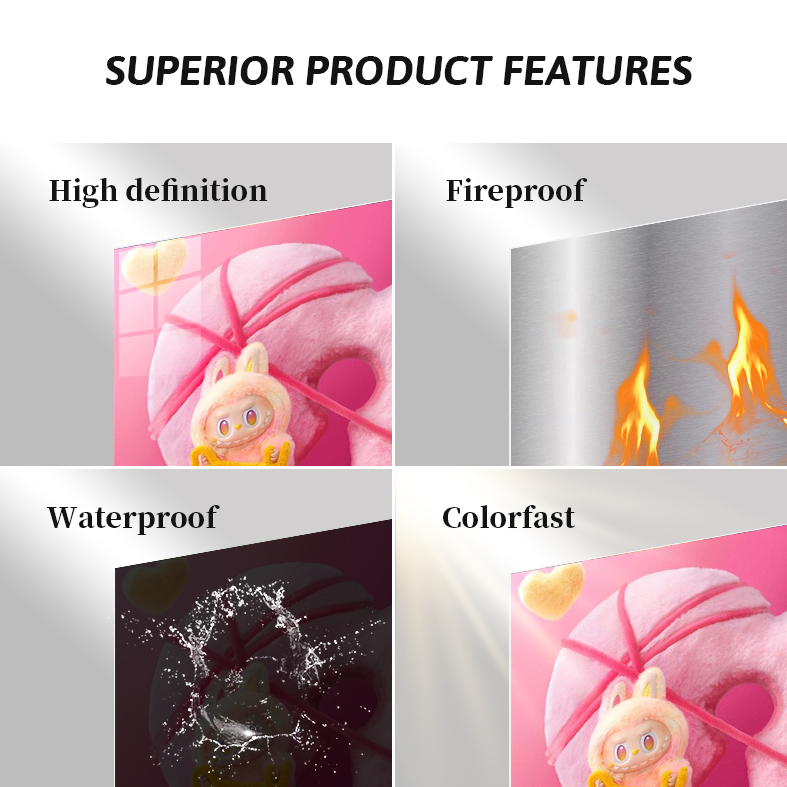 SUPERIOR PRODUCT FEATURES
High definition
Fireproof
Waterproof
Colorfast